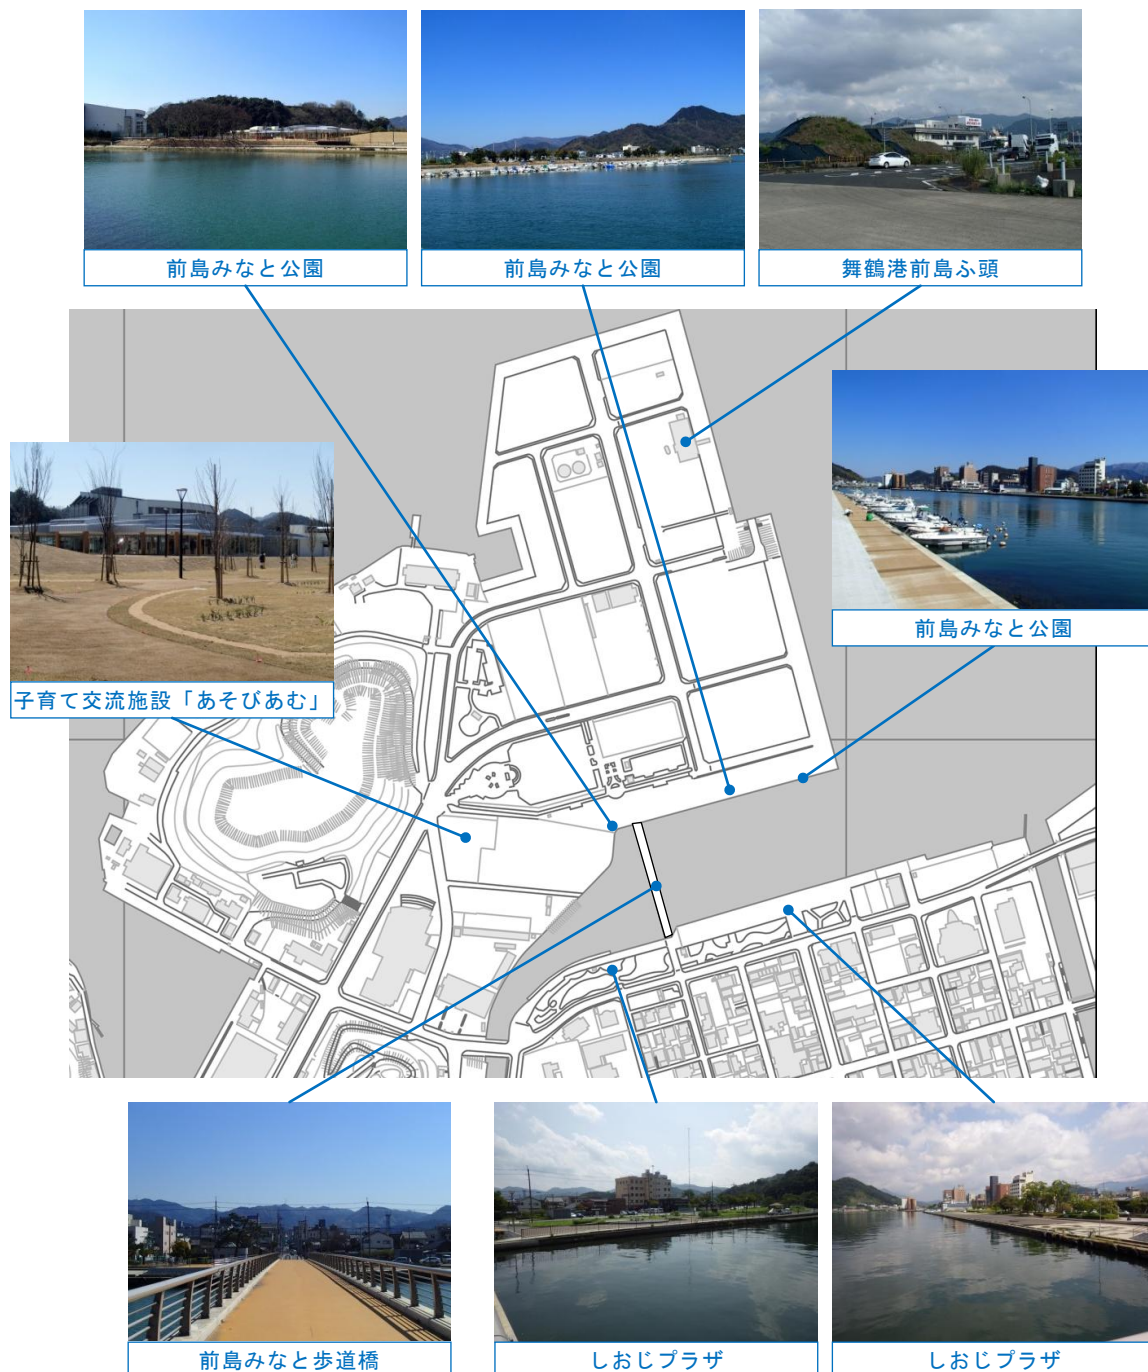 前島みなと公園
前島みなと公園
舞鶴港前島ふ頭
前島みなと公園
子育て交流施設「あそびあむ」
前島みなと歩道橋
しおじプラザ
しおじプラザ